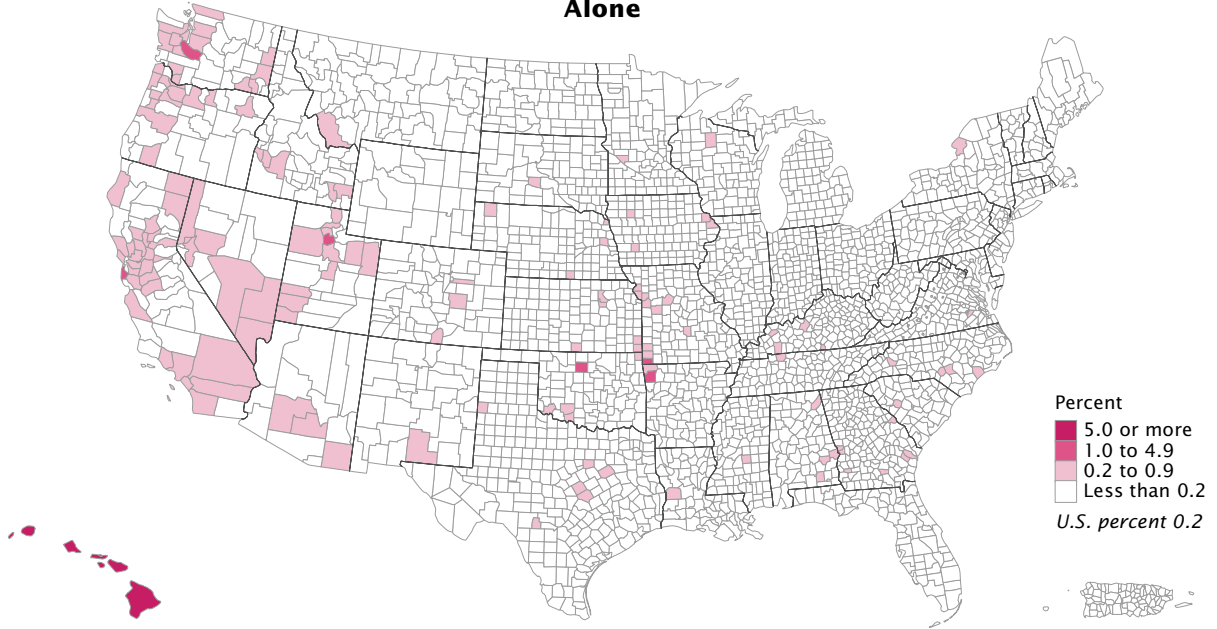 Alone
Percent
5.0 or more
1.0 to 4.9
0.2 to 0.9
Less than 0.2
U.S. percent 0.2